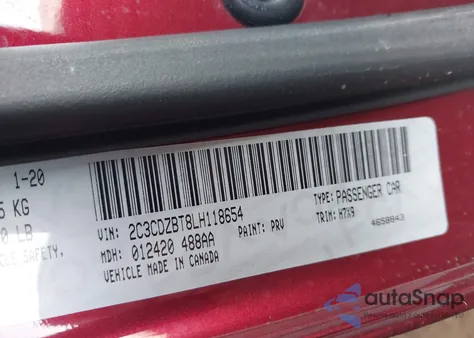 1-20
5 KG
0 LB
CLE SAFETY,
VIN: 2C3CDZBT8LH118654
TYPE: PASSENGER CAR
MDH: 012420 488AA
PAINT: PRV
TRIM: H7X9
VEHICLE MADE IN CANADA
4658843
autoSnap